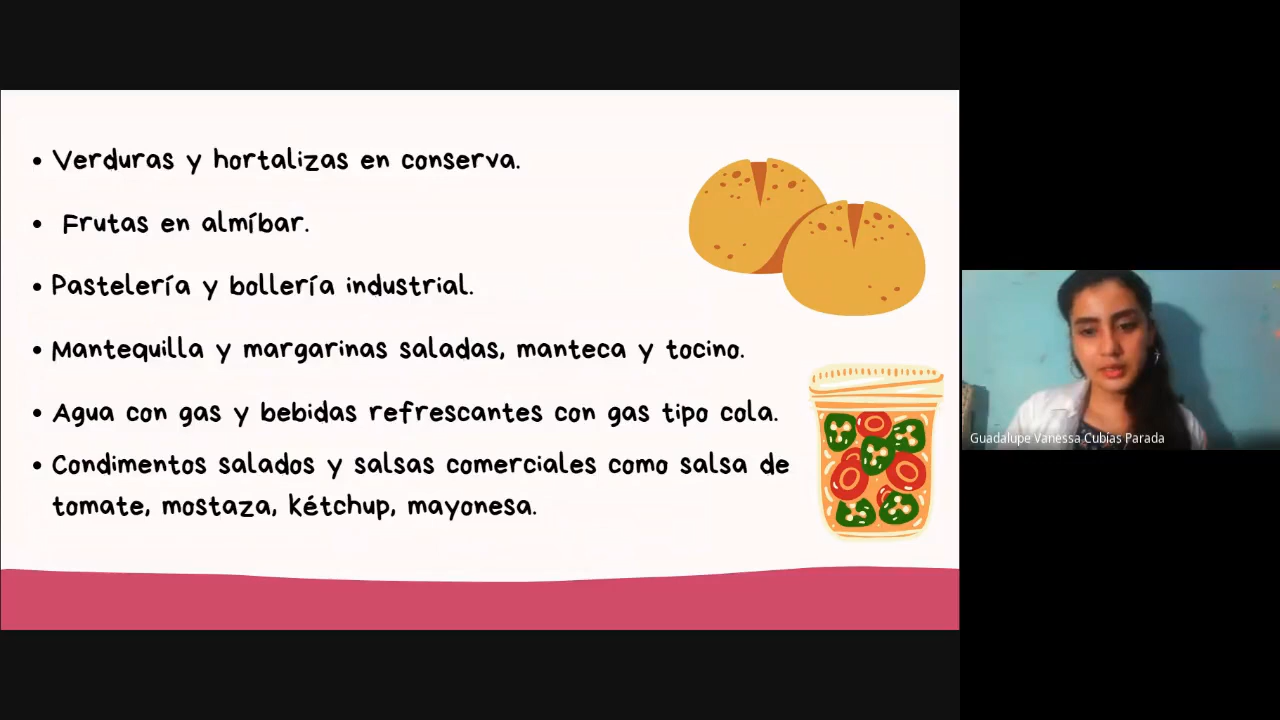 • Verduras y hortalizas en conserva.
• Frutas en almíbar.
• Pastelería y bollería industrial.
• Mantequilla y margarinas saladas, manteca y tocino.
• Agua con gas y bebidas refrescantes con gas tipo cola.
• Condimentos salados y salsas comerciales como salsa de
tomate, mostaza, kétchup, mayonesa.
Guadalupe Vanessa Cubías Parada